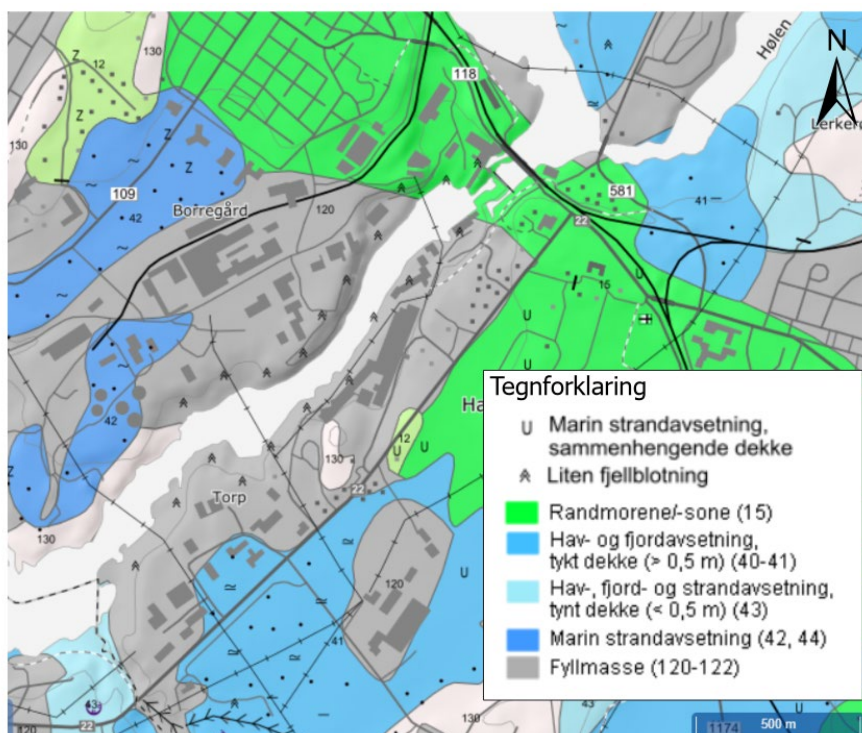 130
Z
12
118
Hølen
N
Z
Lerkere
130
Z
109
42
Borregård
120
581
41
22
U
15
U
U
42
Ha
12
130
U
U
Z
22
Torp
130
120
U
41
43
22
120
130
1174
500 m
Tegnforklaring
U Marin strandavsetning,
sammenhengende dekke
Liten fjellblotning
Randmorene/-sone (15)
Hav- og fjordavsetning,
tykt dekke (> 0,5 m) (40-41)
Hav-, fjord- og strandavsetning,
tynt dekke (< 0,5 m) (43)
Marin strandavsetning (42, 44)
Fyllmasse (120-122)